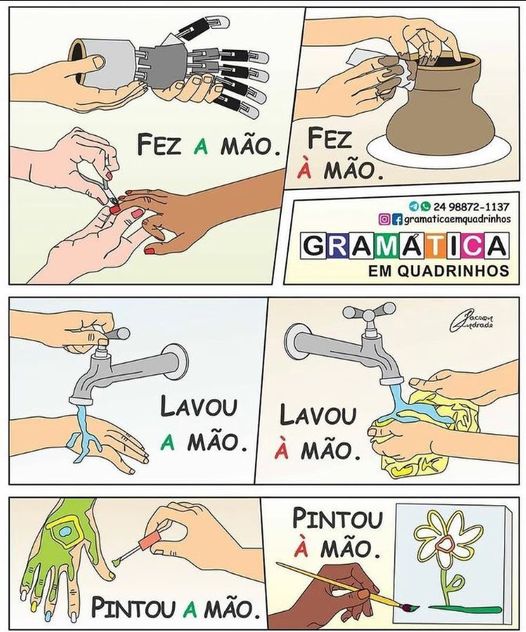 FEZ A MÃO.
FEZ
À MÃO.
24 98872-1137
gramaticaemquadrinhos
GRAMÁTICA
EM QUADRINHOS
LAVOU
A MÃO.
LAVOU
À MÃO.
PINTOU A MÃO.
PINTOU
À MÃO.